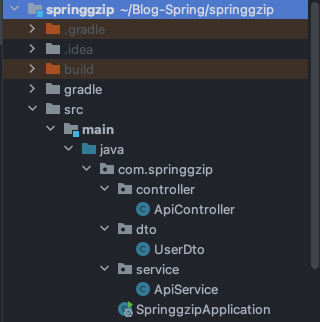 springgzip ~/Blog-Spring/springgzip
.gradle
.idea
build
gradle
src
main
java
com.springgzip
controller
ApiController
dto
UserDto
service
ApiService
SpringgzipApplication